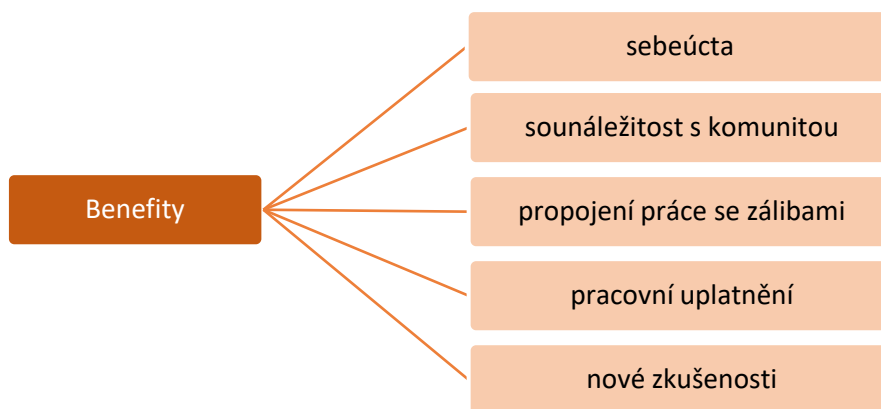 sebeúcta
sounáležitost s komunitou
Benefity
propojení práce se zálibami
pracovní uplatnění
nové zkušenosti